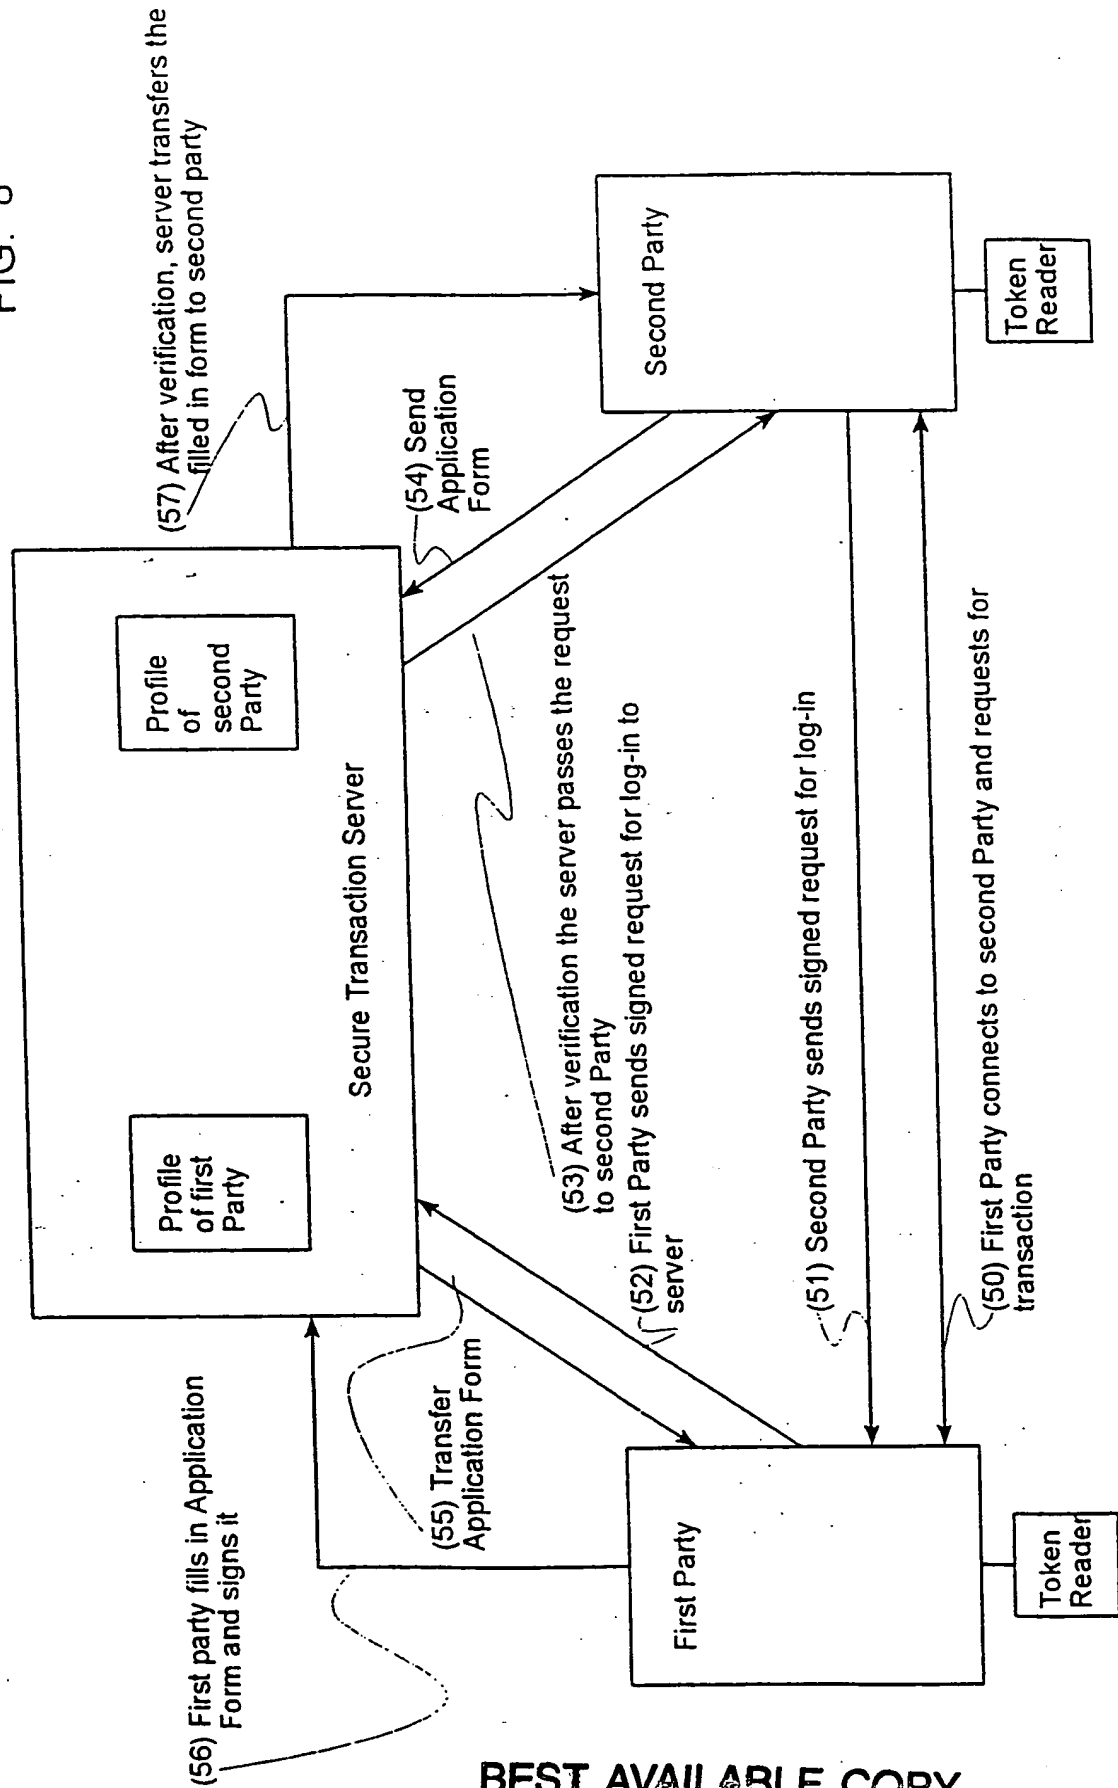 FIG.
(57) After verification, server transfers the
filled in form to second party
(56) First party fills in Application
Form and signs it
Profile
of first
Party
Profile
of
second
Party
Secure Transaction Server
(54) Send
Application
Form
(55) Transfer
Application Form
(53) After verification the server passes the request
to second Party
(52) First Party sends signed request for log-in to
server
(51) Second Party sends signed request for log-in
(50) First Party connects to second Party and requests for
transaction
First Party
Second Party
Token
Reader
Token
Reader
BEST AVAILABLE COPY